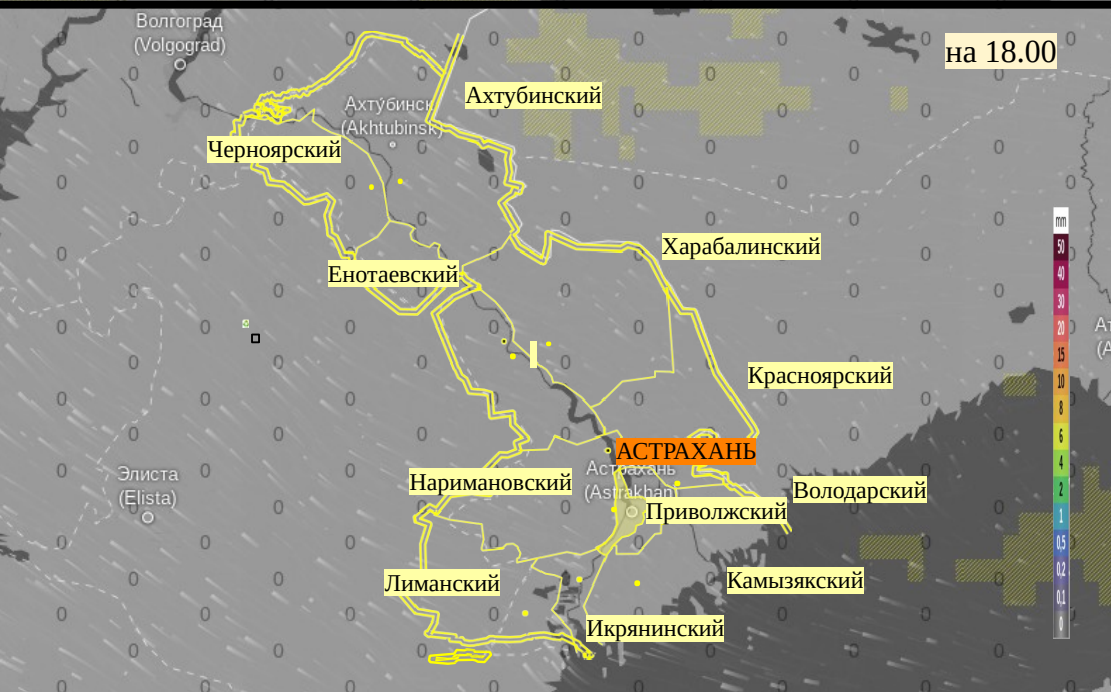 Волгоград
(Volgograd)
на 18.00
Ахтубинский
Ахту́бинск
(Akhtubinsk)
Черноярский
Харабалинский
mm
50
40
30
20
15
10
8
6
4
2
1
0,5
0,2
0,1
0
Енотаевский
Красноярский
АСТРАХАНЬ
Астрахань
(Astrakhan)
Элиста
(Elista)
Наримановский
Володарский
Приволжский
Лиманский
Камызякский
Икрянинский